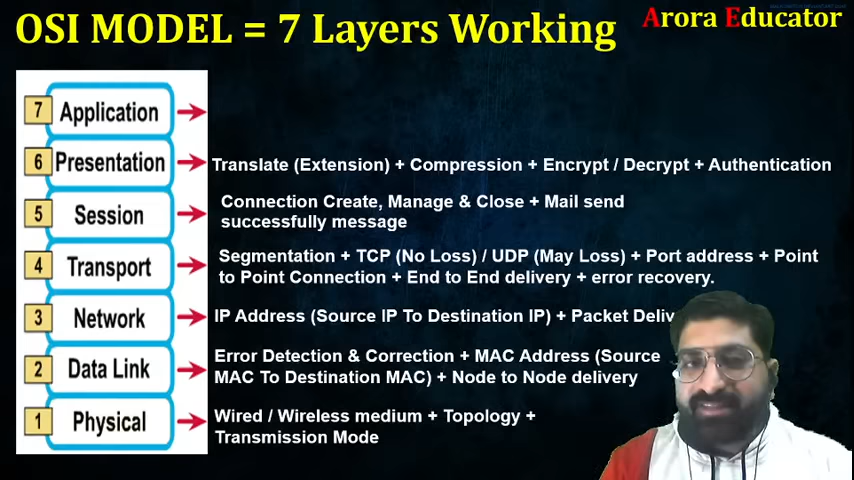 OSI MODEL = 7 Layers Working
Arora Educator
7 Application
6 Presentation
Translate (Extension) + Compression + Encrypt / Decrypt + Authentication
5 Session
Connection Create, Manage & Close + Mail send
successfully message
4 Transport
Segmentation + TCP (No Loss) / UDP (May Loss) + Port address + Point
to Point Connection + End to End delivery + error recovery.
3 Network
IP Address (Source IP To Destination IP) + Packet Deliv
2 Data Link
Error Detection & Correction + MAC Address (Source
MAC To Destination MAC) + Node to Node delivery
1 Physical
Wired / Wireless medium + Topology +
Transmission Mode